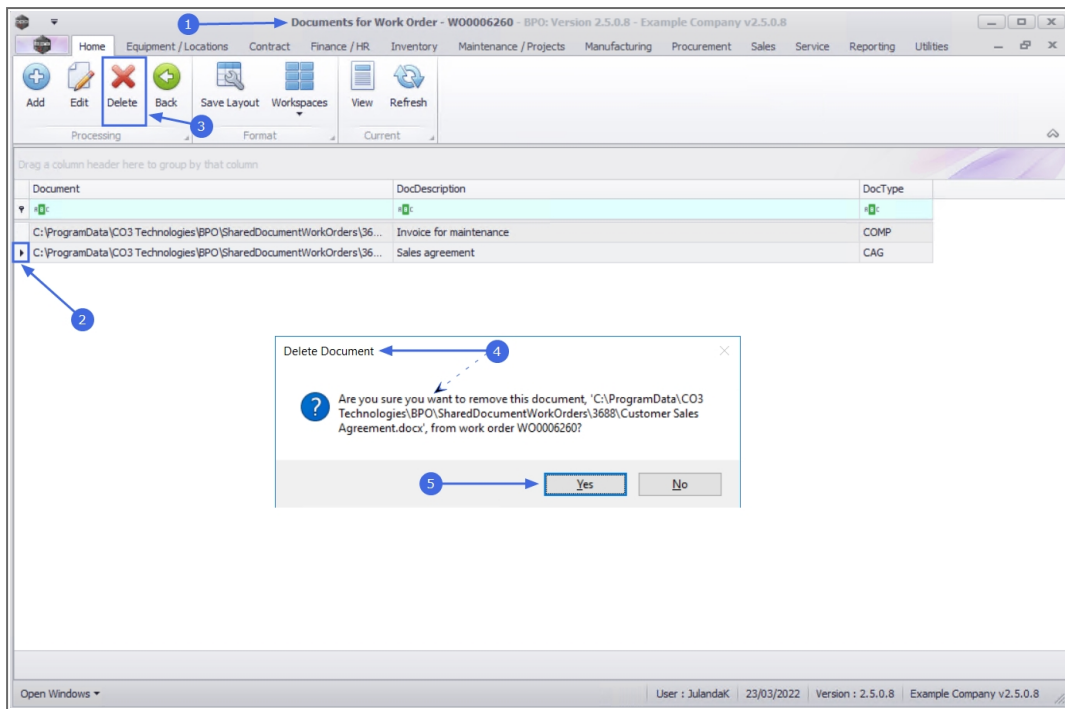 1
Documents for Work Order - WO0006260 - BPO: Version 2.5.0.8 - Example Company v2.5.0.8
Home Equipment / Locations Contract Finance / HR Inventory Maintenance / Projects Manufacturing Procurement Sales Service Reporting Utilities
Add Edit Delete Back Save Layout Workspaces View Refresh
3
Processing Format Current
Drag a column header here to group by that column
Document DocDescription DocType
C:\ProgramData\CO3 Technologies\BPO\SharedDocumentWorkOrders\36... Invoice for maintenance COMP
C:\ProgramData\CO3 Technologies\BPO\SharedDocumentWorkOrders\36... Sales agreement CAG
2
Delete Document
4
Are you sure you want to remove this document, 'C:\ProgramData\CO3
Technologies\BPO\SharedDocumentWorkOrders\3688\Customer Sales
Agreement.docx', from work order WO0006260?
5
Yes No
Open Windows User : JulandaK 23/03/2022 Version : 2.5.0.8 Example Company v2.5.0.8